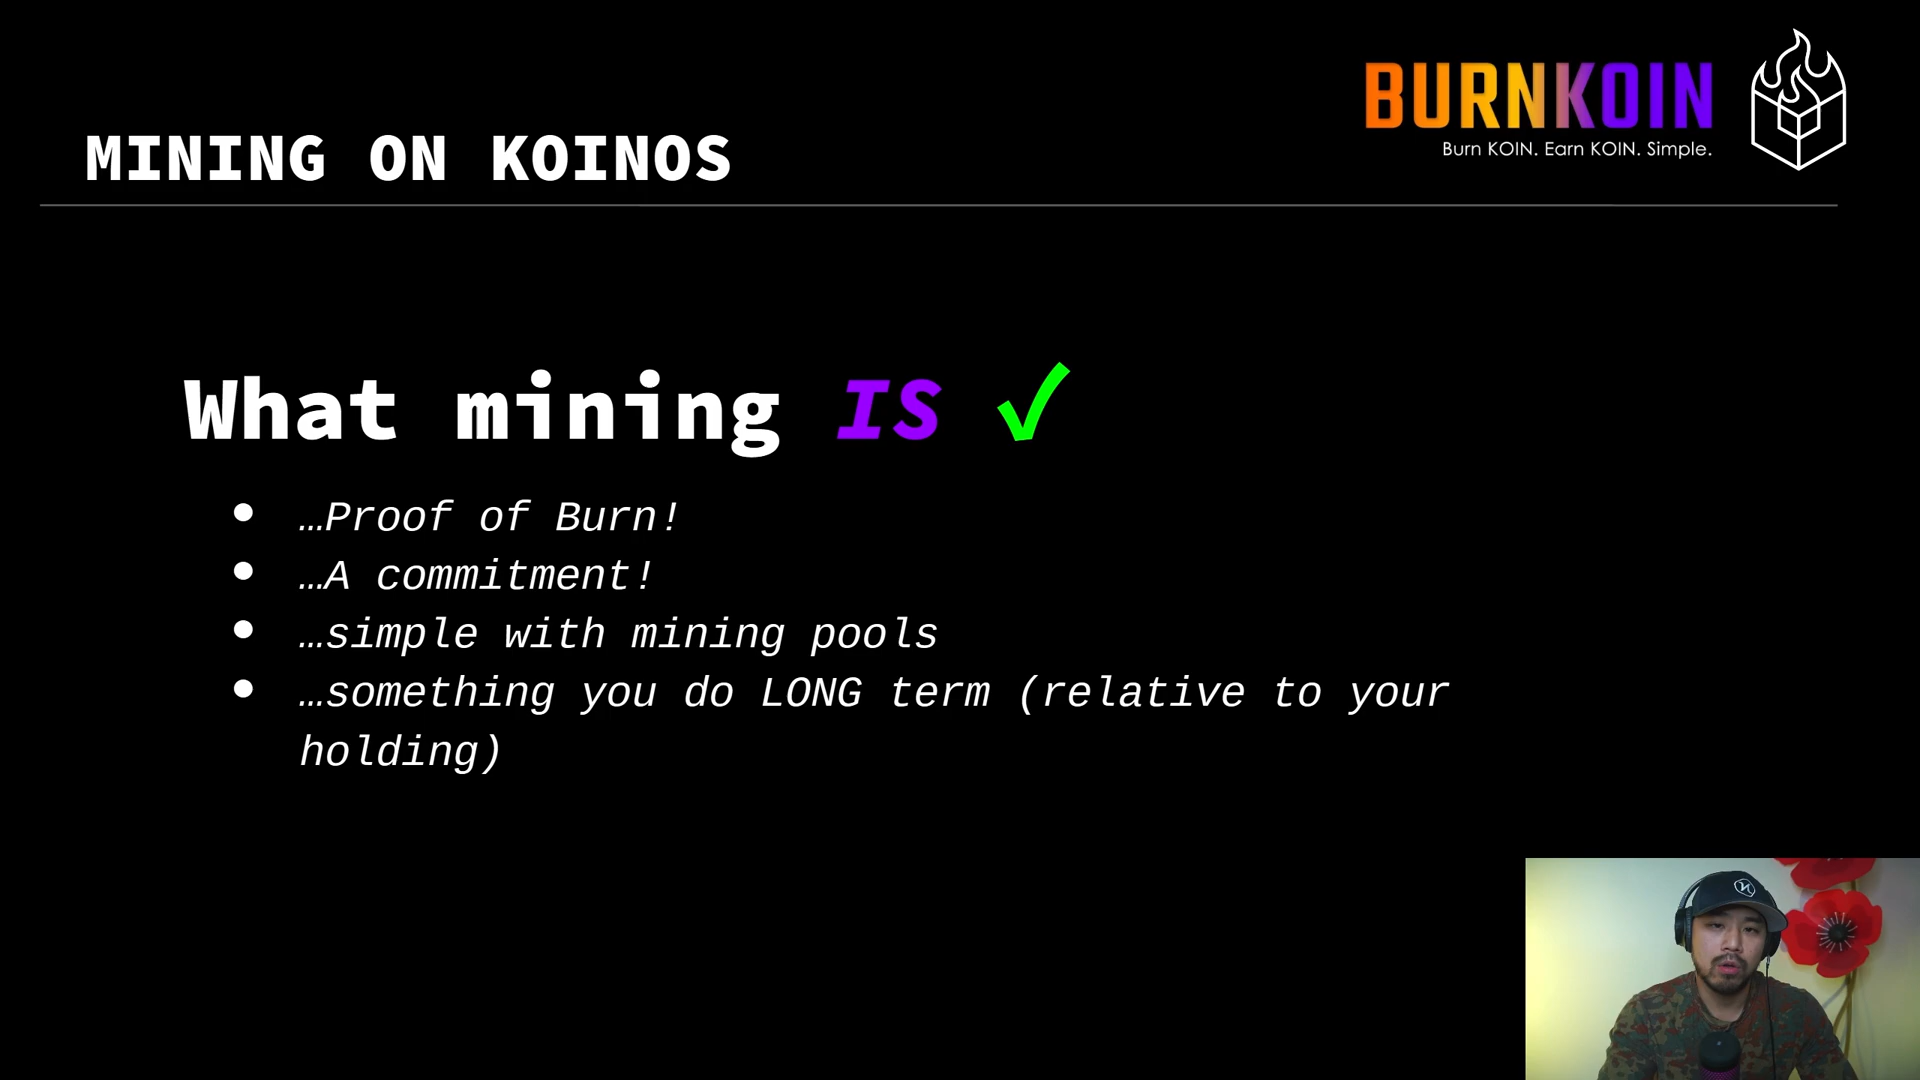 BURNKOIN
Burn KOIN. Earn KOIN. Simple.
MINING ON KOINOS
What mining IS ✓
● …Proof of Burn!
● …A commitment!
● …simple with mining pools
● …something you do LONG term (relative to your
holding)